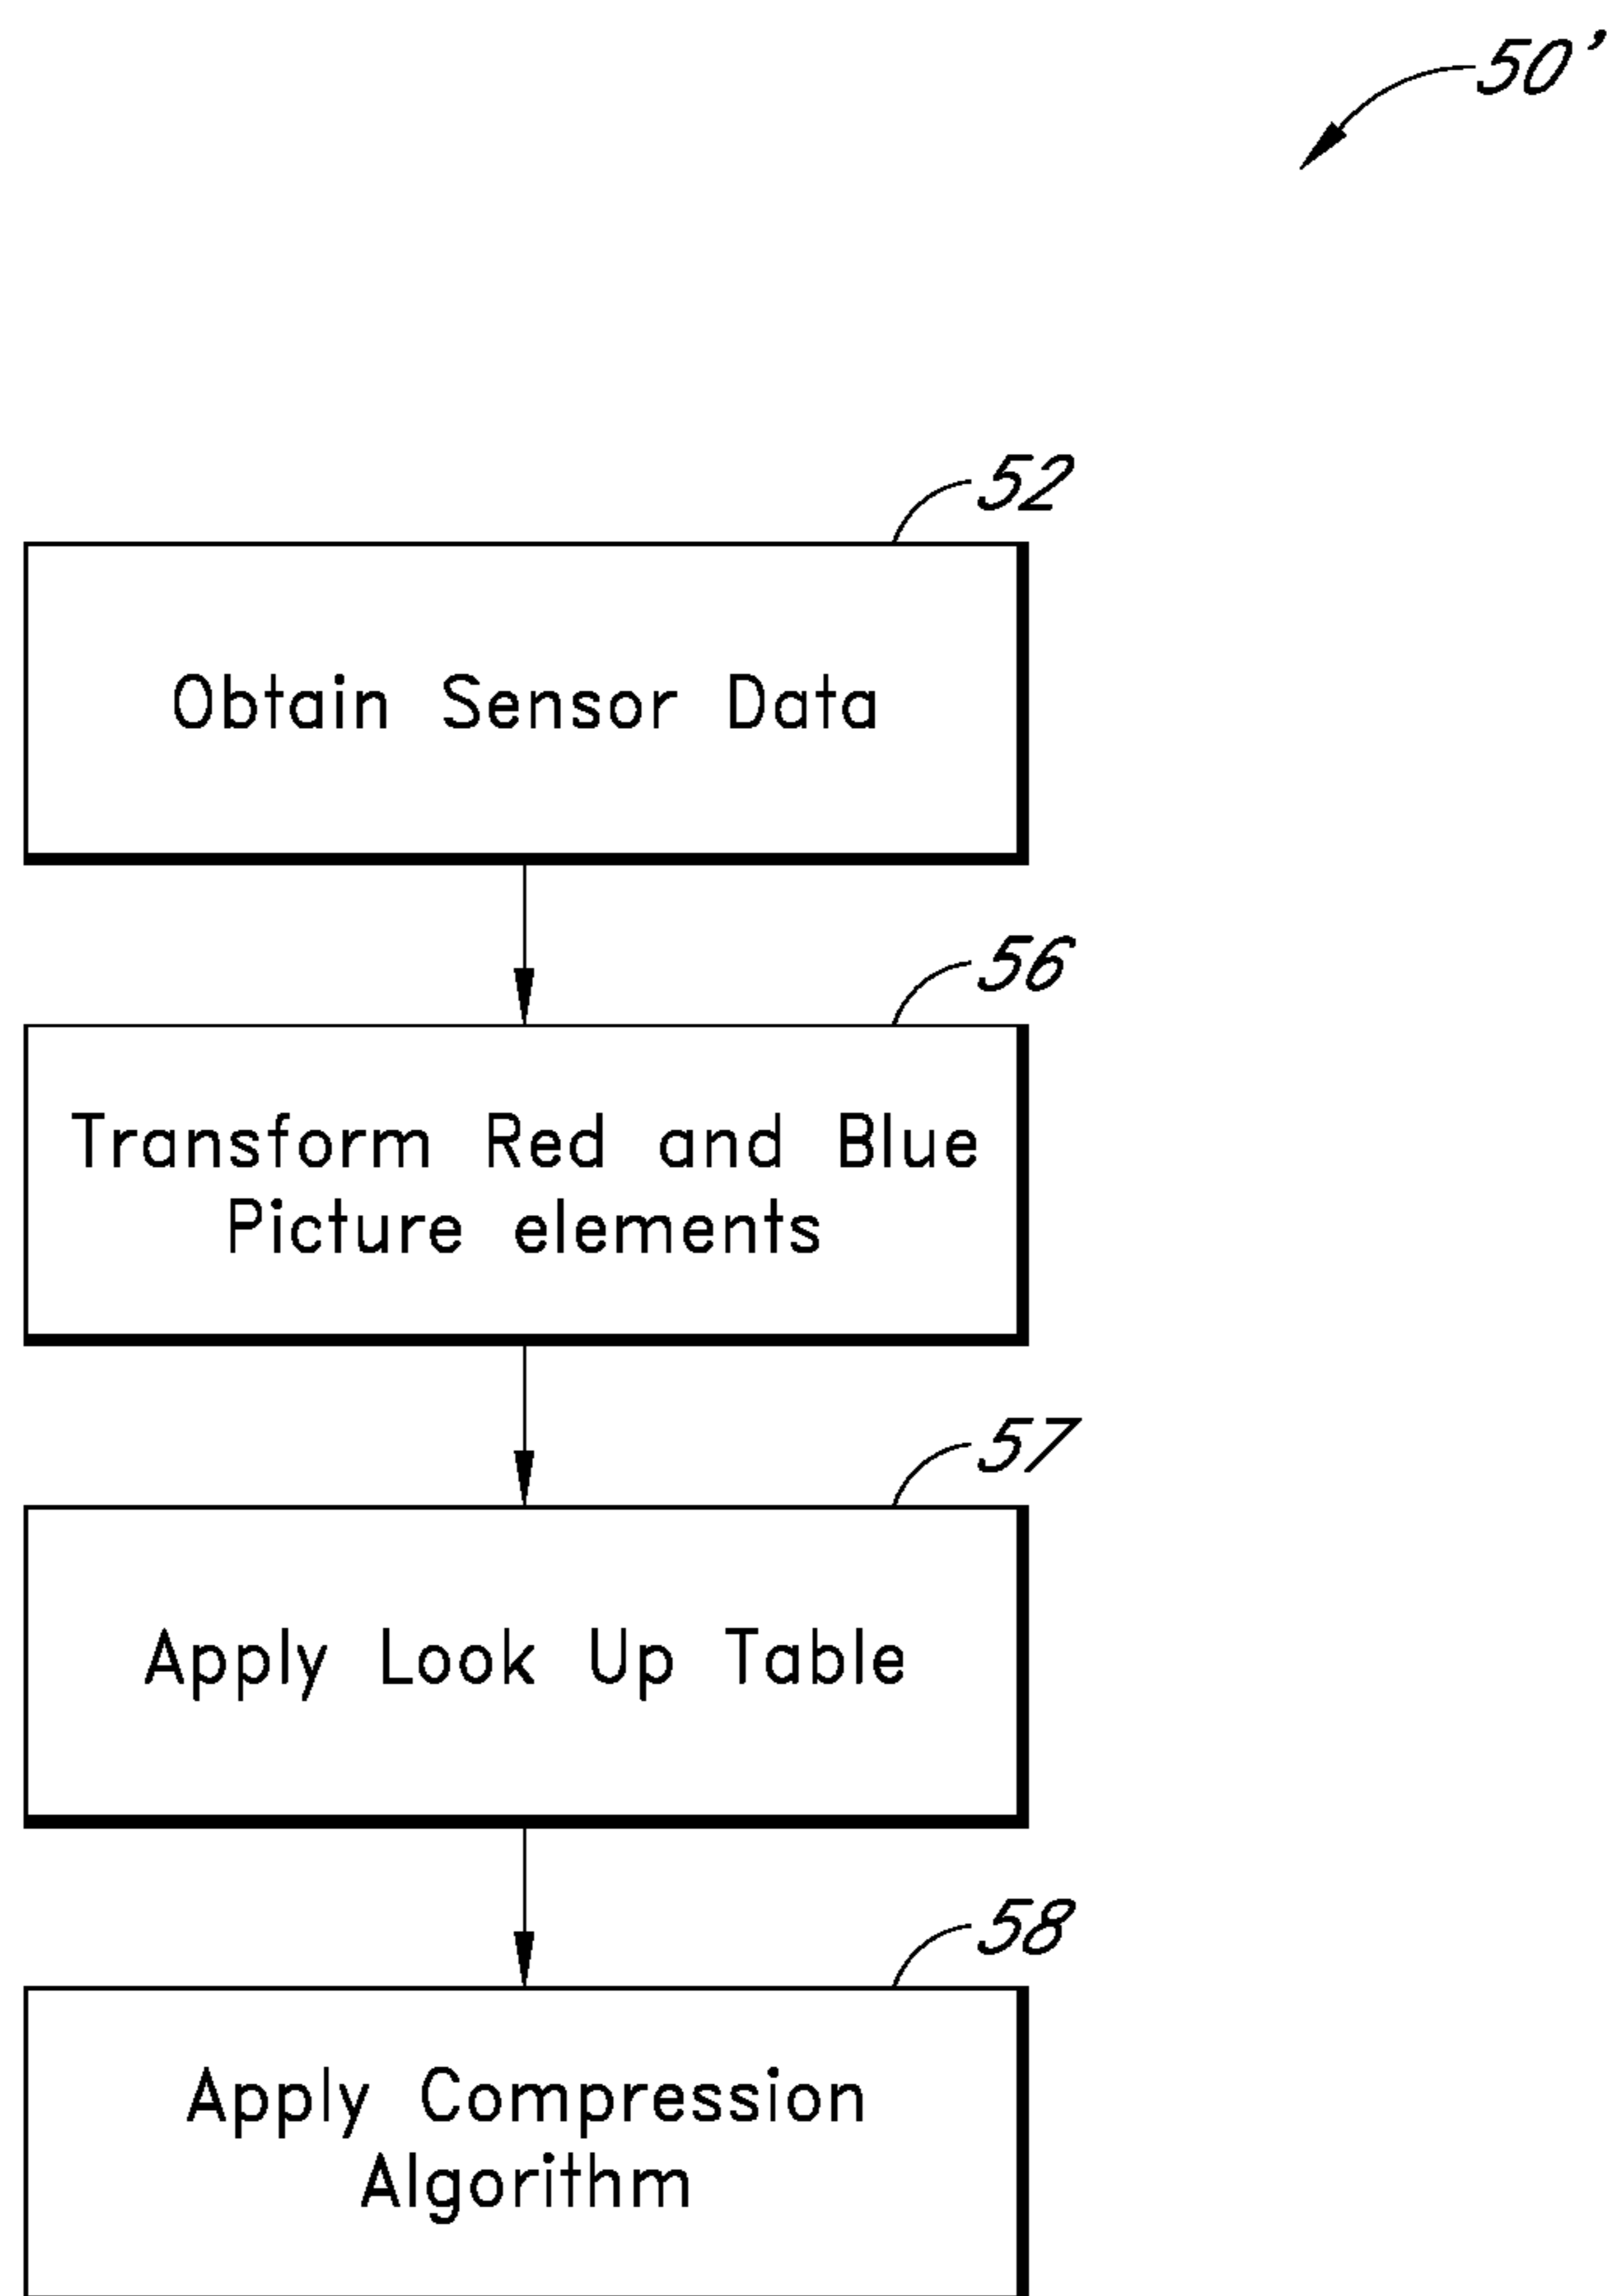 50'
52
Obtain Sensor Data
56
Transform Red and Blue
Picture elements
57
Apply Look Up Table
58
Apply Compression
Algorithm